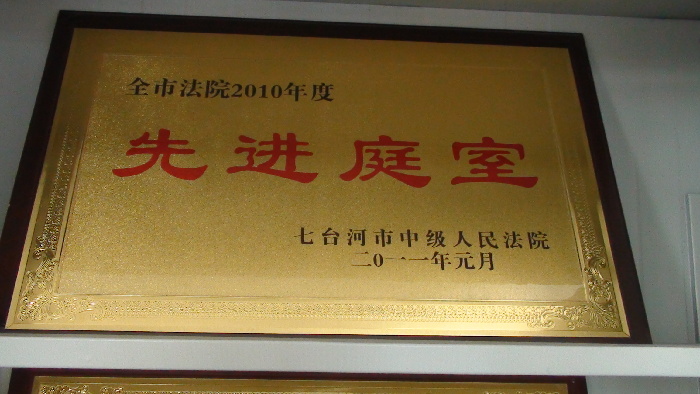 全市法院2010年度
先进庭室
七台河市中级人民法院
二0一一年元月